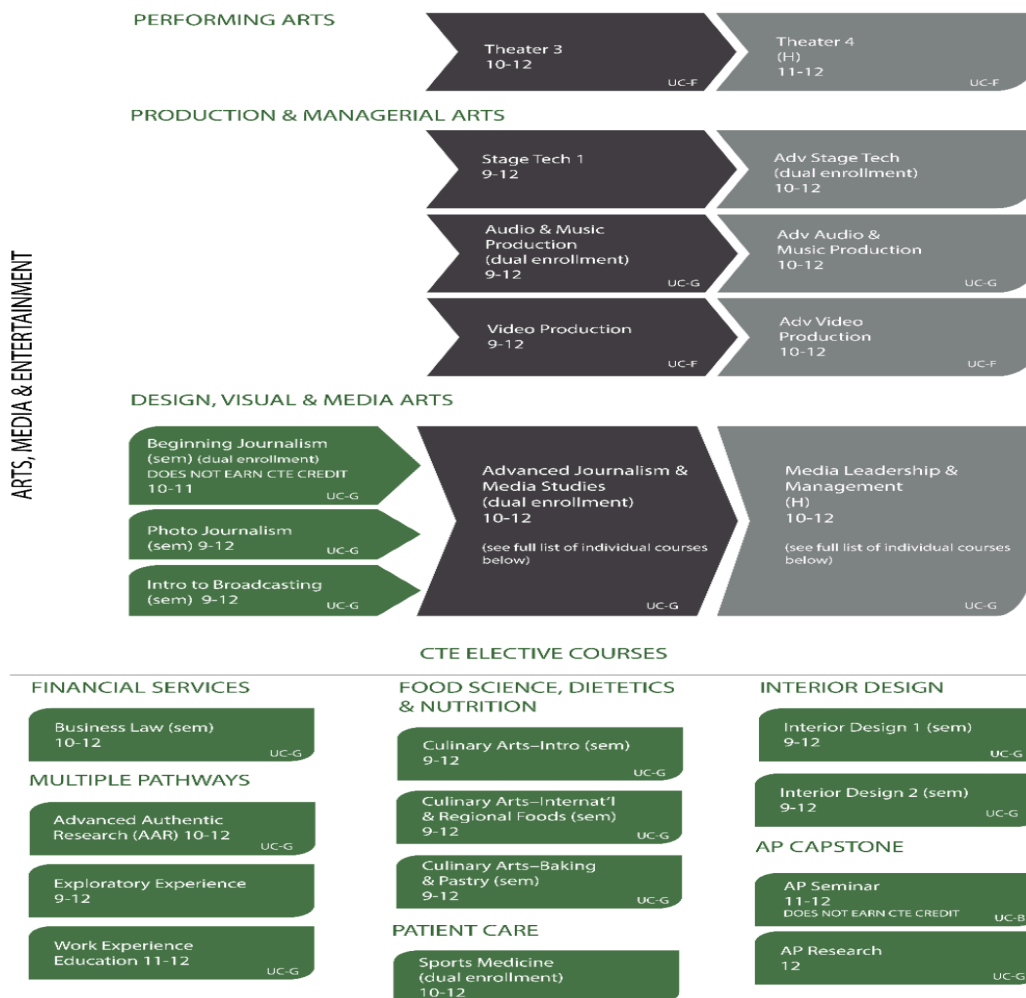 PERFORMING ARTS
Theater 3
10-12
UC-F
Theater 4
(H)
11-12
UC-F
PRODUCTION & MANAGERIAL ARTS
Stage Tech 1
9-12
Adv Stage Tech
(dual enrollment)
10-12
Audio & Music
Production
(dual enrollment)
9-12
UC-G
Adv Audio &
Music Production
10-12
UC-G
Video Production
9-12
UC-F
Adv Video
Production
10-12
UC-F
ARTS, MEDIA & ENTERTAINMENT
DESIGN, VISUAL & MEDIA ARTS
Beginning Journalism
(sem) (dual enrollment)
DOES NOT EARN CTE CREDIT
10-11
UC-G
Photo Journalism
(sem) 9-12
UC-G
Intro to Broadcasting
(sem) 9-12
UC-G
Advanced Journalism &
Media Studies
(dual enrollment)
10-12
(see full list of individual courses
below)
UC-G
Media Leadership &
Management
(H)
10-12
(see full list of individual courses
below)
UC-G
CTE ELECTIVE COURSES
FINANCIAL SERVICES
Business Law (sem)
10-12
UC-G
MULTIPLE PATHWAYS
Advanced Authentic
Research (AAR) 10-12
UC-G
Exploratory Experience
9-12
Work Experience
Education 11-12
UC-G
FOOD SCIENCE, DIETETICS
& NUTRITION
Culinary Arts–Intro (sem)
9-12
UC-G
Culinary Arts–Internat'l
& Regional Foods (sem)
9-12
UC-G
Culinary Arts–Baking
& Pastry (sem)
9-12
UC-G
PATIENT CARE
Sports Medicine
(dual enrollment)
10-12
INTERIOR DESIGN
Interior Design 1 (sem)
9-12
UC-G
Interior Design 2 (sem)
9-12
UC-G
AP CAPSTONE
AP Seminar
11-12
DOES NOT EARN CTE CREDIT
UC-B
AP Research
12
UC-G